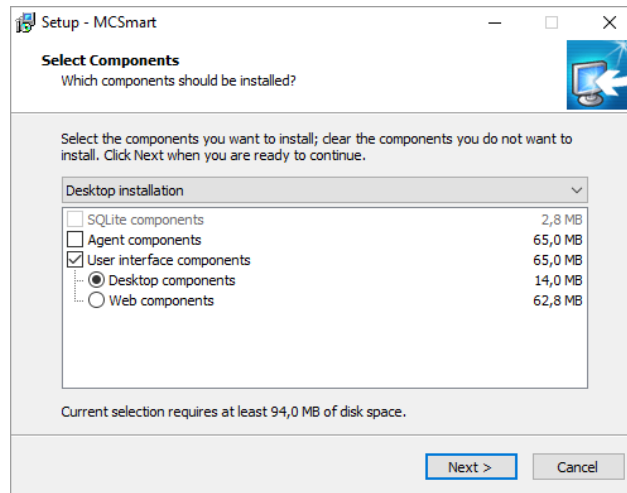 Setup - MCSmart
Select Components
Which components should be installed?
Select the components you want to install; clear the components you do not want to
install. Click Next when you are ready to continue.
Desktop installation
SQLite components 2,8 MB
Agent components 65,0 MB
User interface components 65,0 MB
Desktop components 14,0 MB
Web components 62,8 MB
Current selection requires at least 94,0 MB of disk space.
Next > Cancel